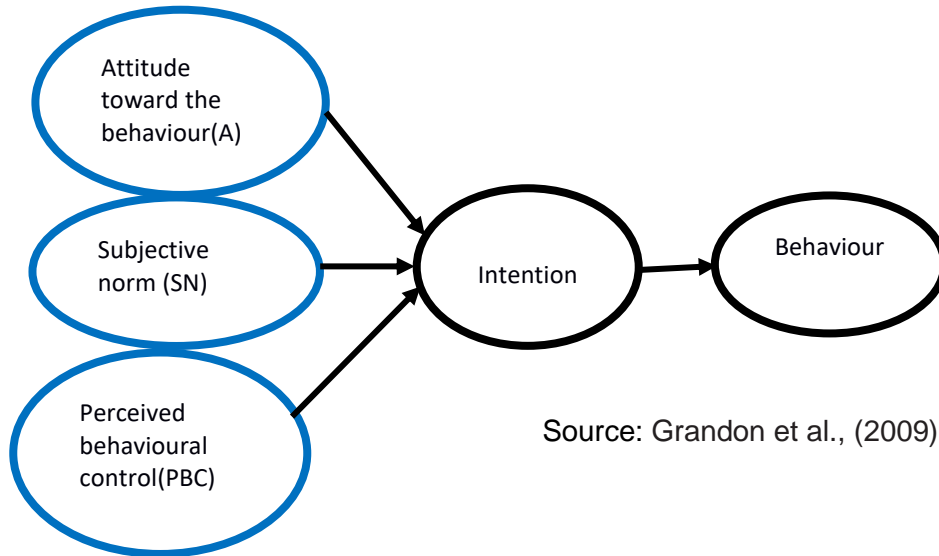 Attitude
toward the
behaviour(A)
Subjective
norm (SN)
Perceived
behavioural
control(PBC)
Intention
Behaviour
Source: Grandon et al., (2009)